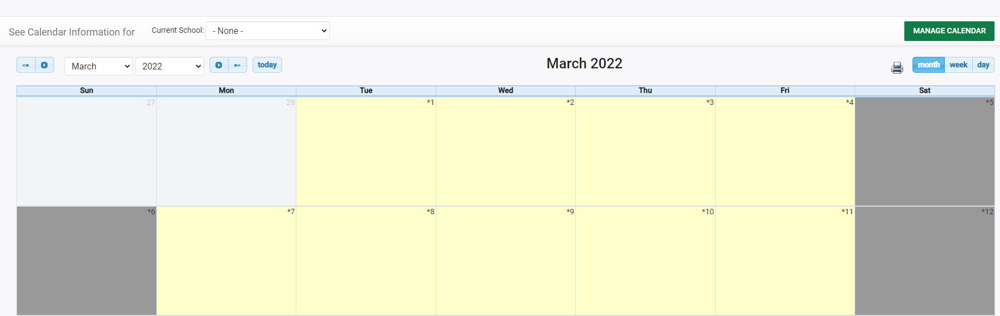 See Calendar Information for Current School: - None - MANAGE CALENDAR
March 2022 today March 2022 month week day
Sun Mon Tue Wed Thu Fri Sat
27 28 *1 *2 *3 *4 *5
*6 *7 *8 *9 *10 *11 *12